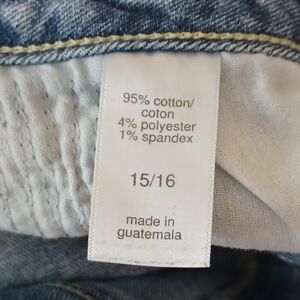 95% cotton/
coton
4% polyester
1% spandex
15/16
made in
guatemala